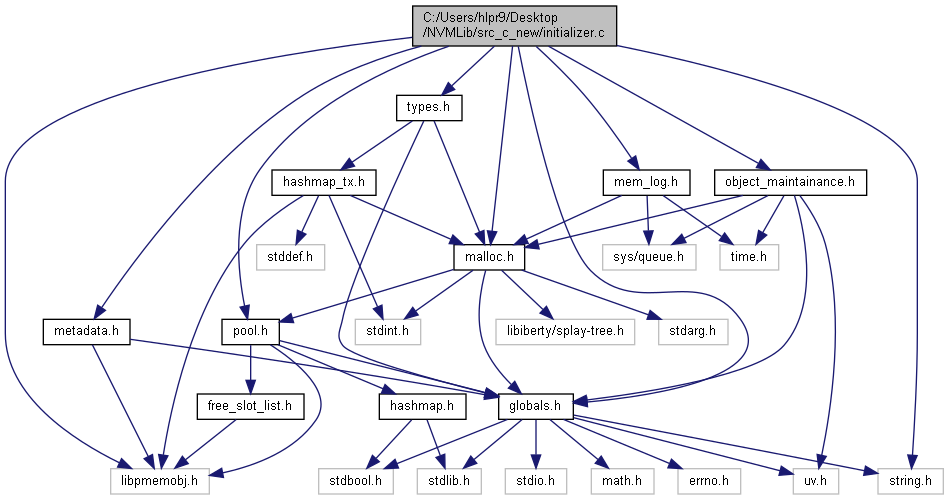 C:/Users/hlpr9/Desktop
/NVMLib/src_c_new/initializer.c
types.h
hashmap_tx.h
mem_log.h
object_maintainance.h
stddef.h
malloc.h
sys/queue.h
time.h
metadata.h
pool.h
stdint.h
libiberty/splay-tree.h
stdarg.h
free_slot_list.h
hashmap.h
globals.h
libpmemobj.h
stdbool.h
stdlib.h
stdio.h
math.h
errno.h
uv.h
string.h